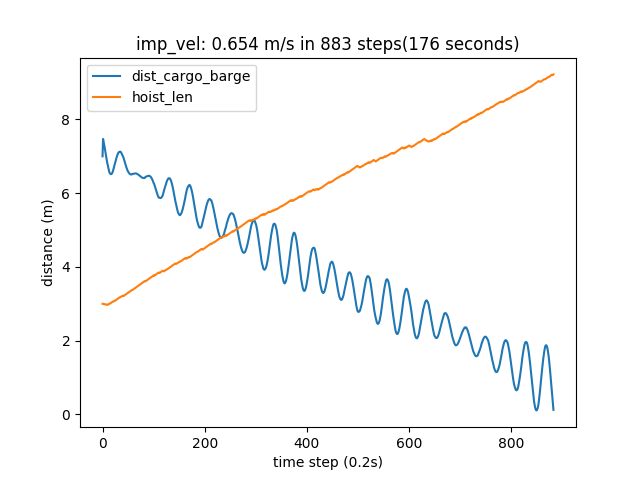 imp_vel: 0.654 m/s in 883 steps(176 seconds)
dist_cargo_barge
hoist_len
distance (m)
8
6
4
2
0
0 200 400 600 800
time step (0.2s)